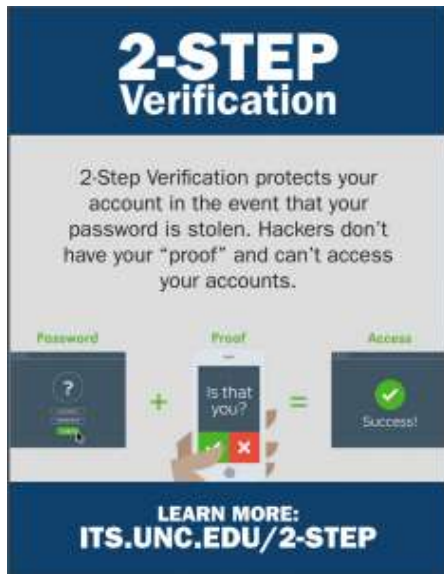 2-STEP
Verification
2-Step Verification protects your
account in the event that your
password is stolen. Hackers don't
have your “proof” and can't access
your accounts.
Password
Proof
Access
?
+
Is that
you?
=
Success!
LEARN MORE:
ITS.UNC.EDU/2-STEP